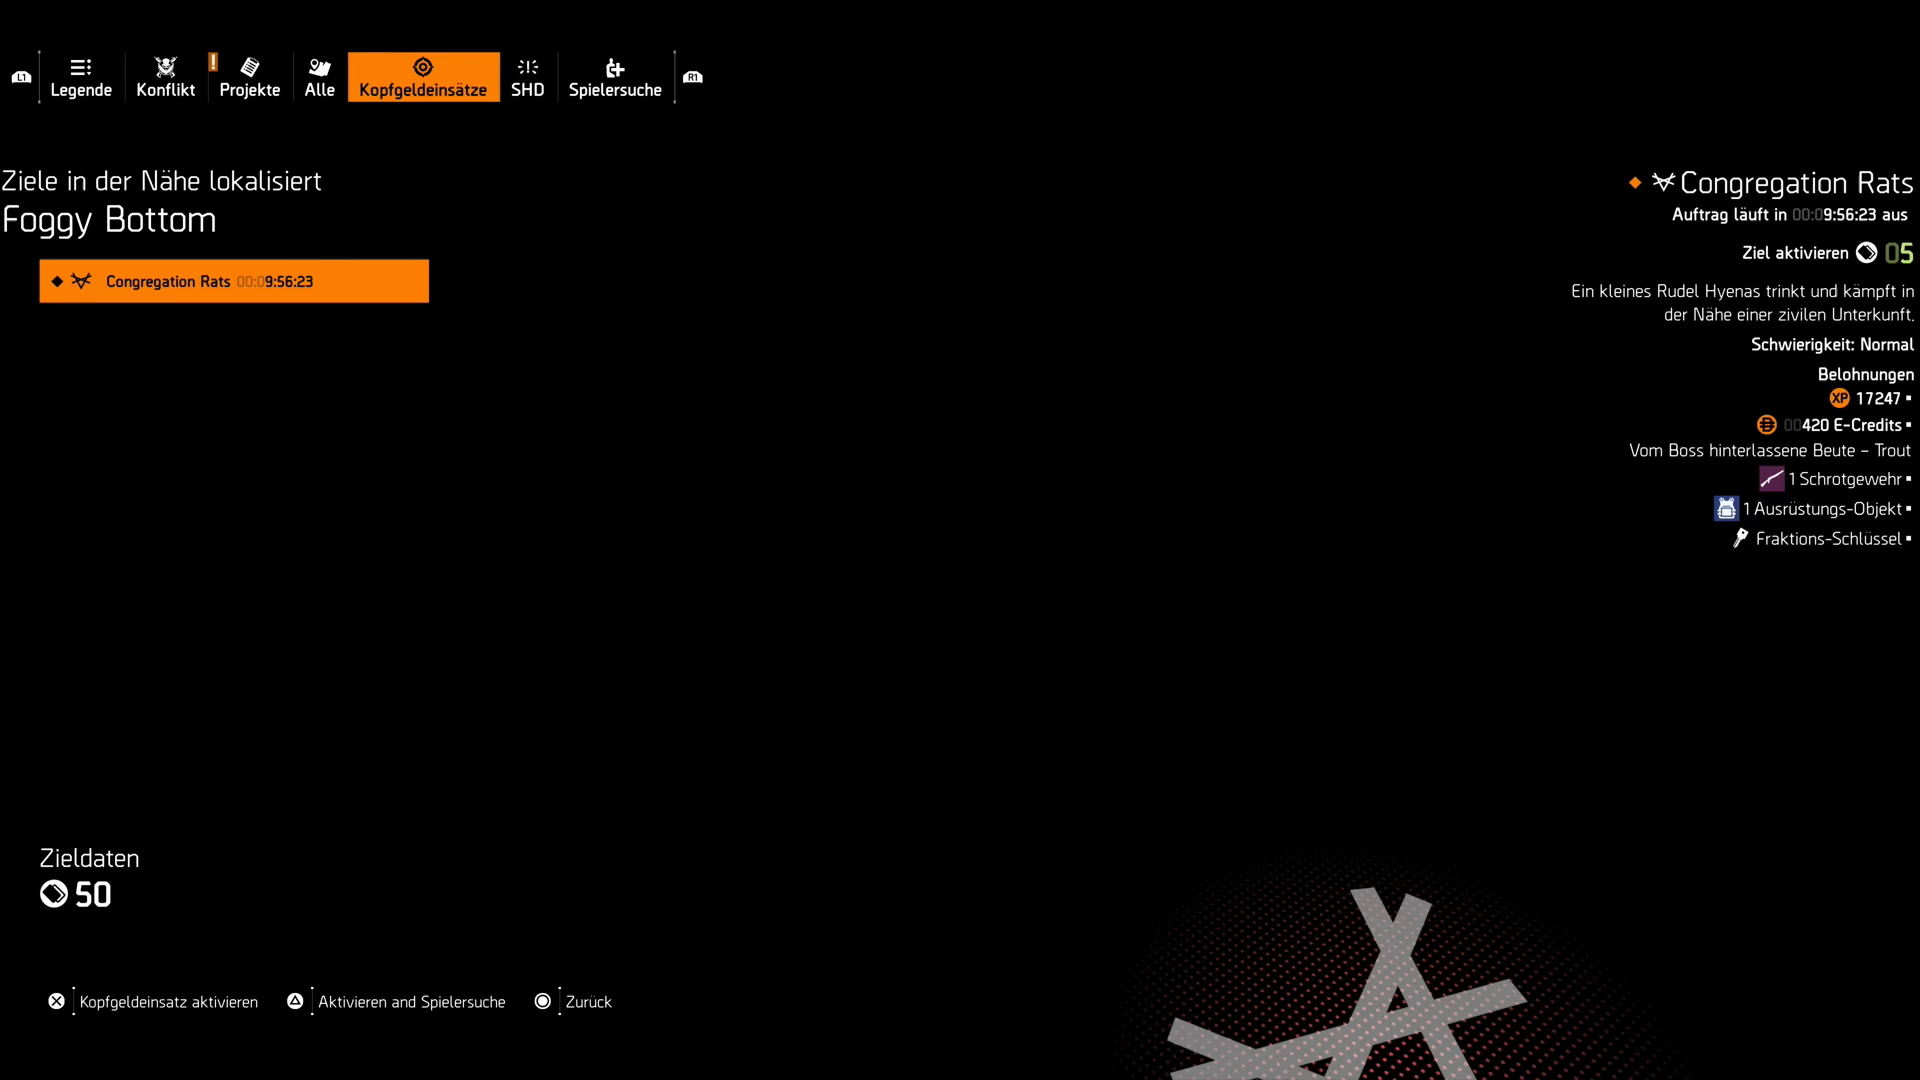 L1
Legende
Konflikt
!
Projekte
Alle
Kopfgeldeinsätze
SHD
Spielersuche
R1
Ziele in der Nähe lokalisiert
Foggy Bottom
Congregation Rats 00:09:56:23
Zieldaten
50
Congregation Rats
Auftrag läuft in 00:09:56:23 aus
Ziel aktivieren 05
Ein kleines Rudel Hyenas trinkt und kämpft in
der Nähe einer zivilen Unterkunft.
Schwierigkeit: Normal
Belohnungen
XP 17247
00420 E-Credits
Vom Boss hinterlassene Beute – Trout
1 Schrotgewehr
1 Ausrüstungs-Objekt
Fraktions-Schlüssel
Kopfgeldeinsatz aktivieren
Aktivieren and Spielersuche
Zurück